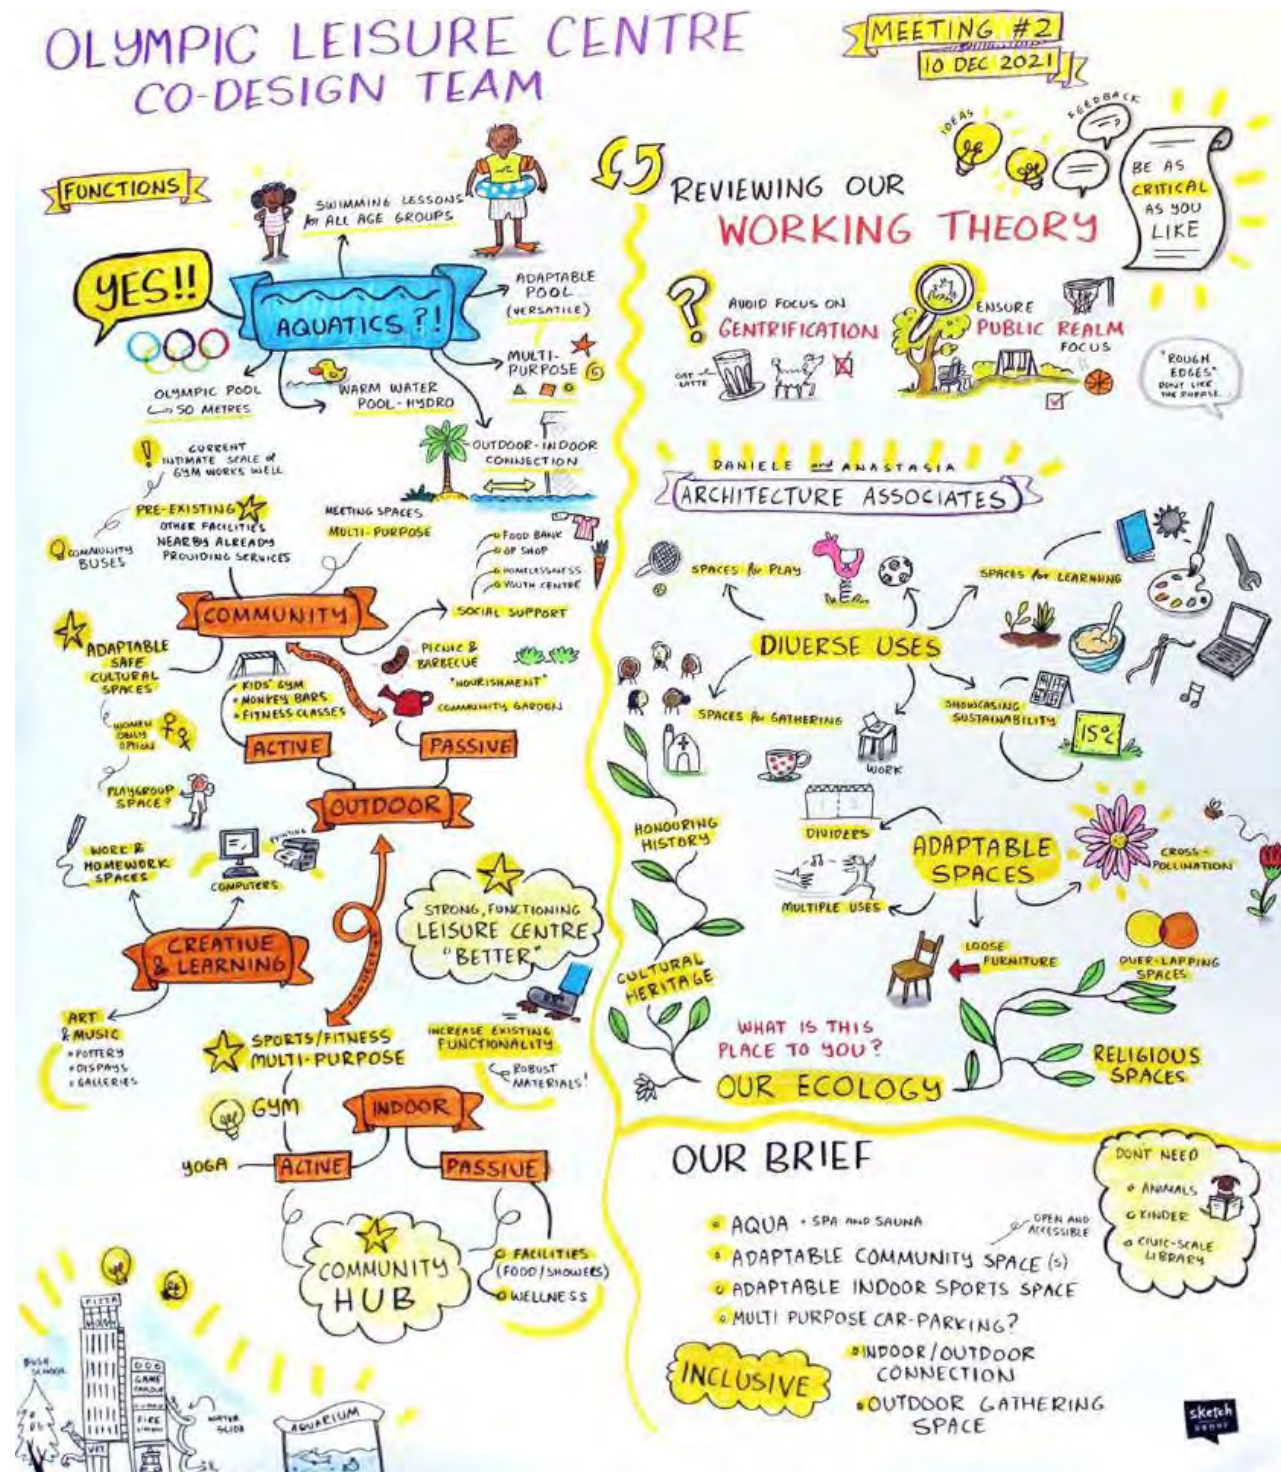 OLYMPIC LEISURE CENTRE
CO-DESIGN TEAM
MEETING #2
10 DEC 2021
FUNCTIONS
SWIMMING LESSONS
for ALL AGE GROUPS
YES!!
AQUATICS?!
ADAPTABLE
POOL
(VERSATILE)
MULTI-
PURPOSE
OLYMPIC POOL
50 METRES
WARM WATER
POOL-HYDRO
OUTDOOR-INDOOR
CONNECTION
CURRENT
INTIMATE SCALE of
GYM WORKS WELL
PRE-EXISTING
OTHER FACILITIES
NEARBY ALREADY
PROVIDING SERVICES
COMMUNITY
BUSES
MEETING SPACES
MULTI-PURPOSE
FOOD BANK
OP SHOP
HOMELESSNESS
YOUTH CENTRE
SOCIAL SUPPORT
COMMUNITY
ADAPTABLE
SAFE
CULTURAL
SPACES
WOMEN
ONLY
OPTION
PLAYGROUP
SPACE?
KIDS' GYM
MONKEY BARS
FITNESS CLASSES
CONNECTION
PICNIC &
BARBECUE
"NOURISHMENT"
COMMUNITY GARDEN
ACTIVE
PASSIVE
OUTDOOR
WORK &
HOMEWORK
SPACES
COMPUTERS
PRINTING
CREATIVE
& LEARNING
ART
& MUSIC
POTTERY
DISPLAYS
GALLERIES
STRONG, FUNCTIONING
LEISURE CENTRE
"BETTER"
SPORTS/FITNESS
MULTI-PURPOSE
INCREASE EXISTING
FUNCTIONALITY
ROBUST
MATERIALS!
GYM
INDOOR
YOGA
ACTIVE
PASSIVE
COMMUNITY
HUB
FACILITIES
(FOOD/SHOWERS)
WELLNESS
BUSH
SCHOOL
PIZZA
GAME
FIRE
VET
WATER
SLIDE
AQUARIUM
IDEAS
FEEDBACK
BE AS
CRITICAL
AS YOU
LIKE
REVIEWING OUR
WORKING THEORY
AVOID FOCUS ON
GENTRIFICATION
OAT
LATTE
ENSURE
PUBLIC REALM
FOCUS
"ROUGH
EDGES"
DON'T LIKE
THE PHRASE
DANIELE and ANASTASIA
ARCHITECTURE ASSOCIATES
SPACES for PLAY
SPACES for LEARNING
DIVERSE USES
SPACES for GATHERING
WORK
SHOWCASING
SUSTAINABILITY
15°C
HONOURING
HISTORY
DIVIDERS
ADAPTABLE
SPACES
CROSS-
POLLINATION
MULTIPLE USES
LOOSE
FURNITURE
OVER-LAPPING
SPACES
CULTURAL
HERITAGE
WHAT IS THIS
PLACE TO YOU?
OUR ECOLOGY
RELIGIOUS
SPACES
OUR BRIEF
AQUA • SPA AND SAUNA
OPEN AND
ACCESSIBLE
ADAPTABLE COMMUNITY SPACE(S)
ADAPTABLE INDOOR SPORTS SPACE
MULTI PURPOSE CAR-PARKING?
INDOOR/OUTDOOR
CONNECTION
OUTDOOR GATHERING
SPACE
INCLUSIVE
DONT NEED
ANIMALS
KINDER
CIVIC-SCALE
LIBRARY
sketch
GROUP